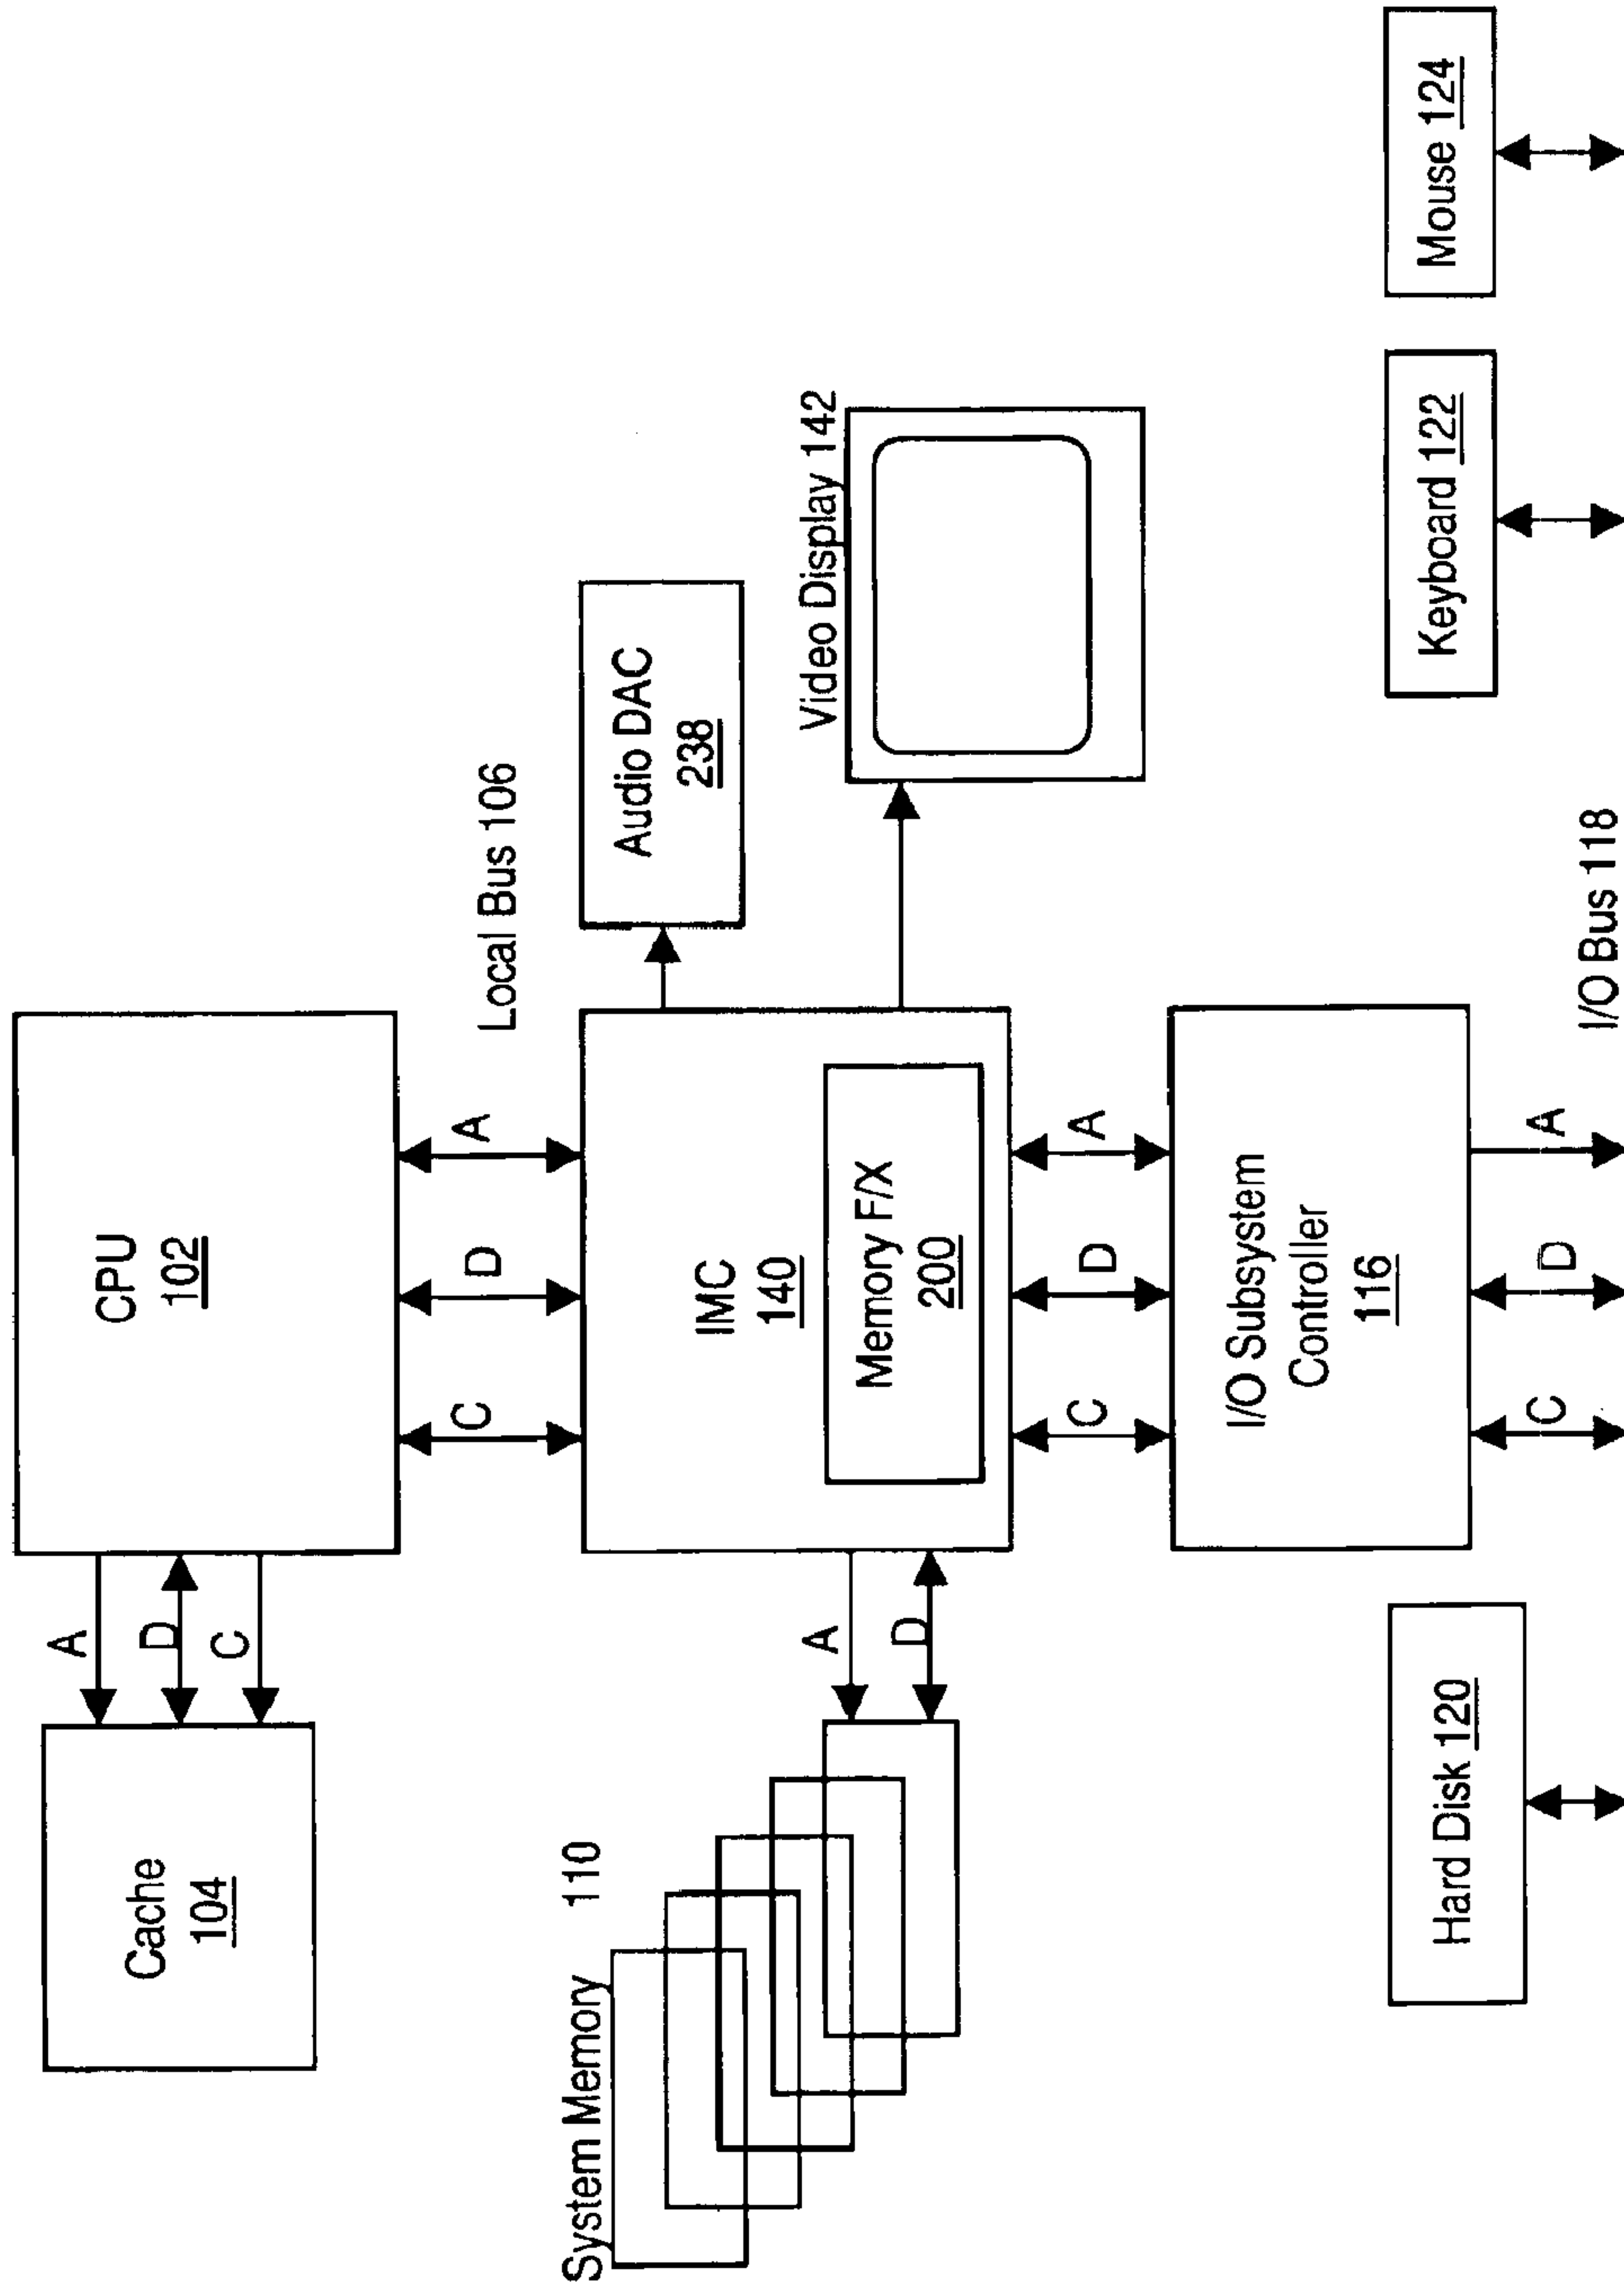 Cache
104
A
D
C
CPU
102
C
D
A
Local Bus 106
System Memory 110
A
D
IMC
140
Memory F/X
200
Audio DAC
238
Video Display 142
C
D
A
I/O Subsystem
Controller
116
Hard Disk 120
Keyboard 122
Mouse 124
C
D
A
I/O Bus 118